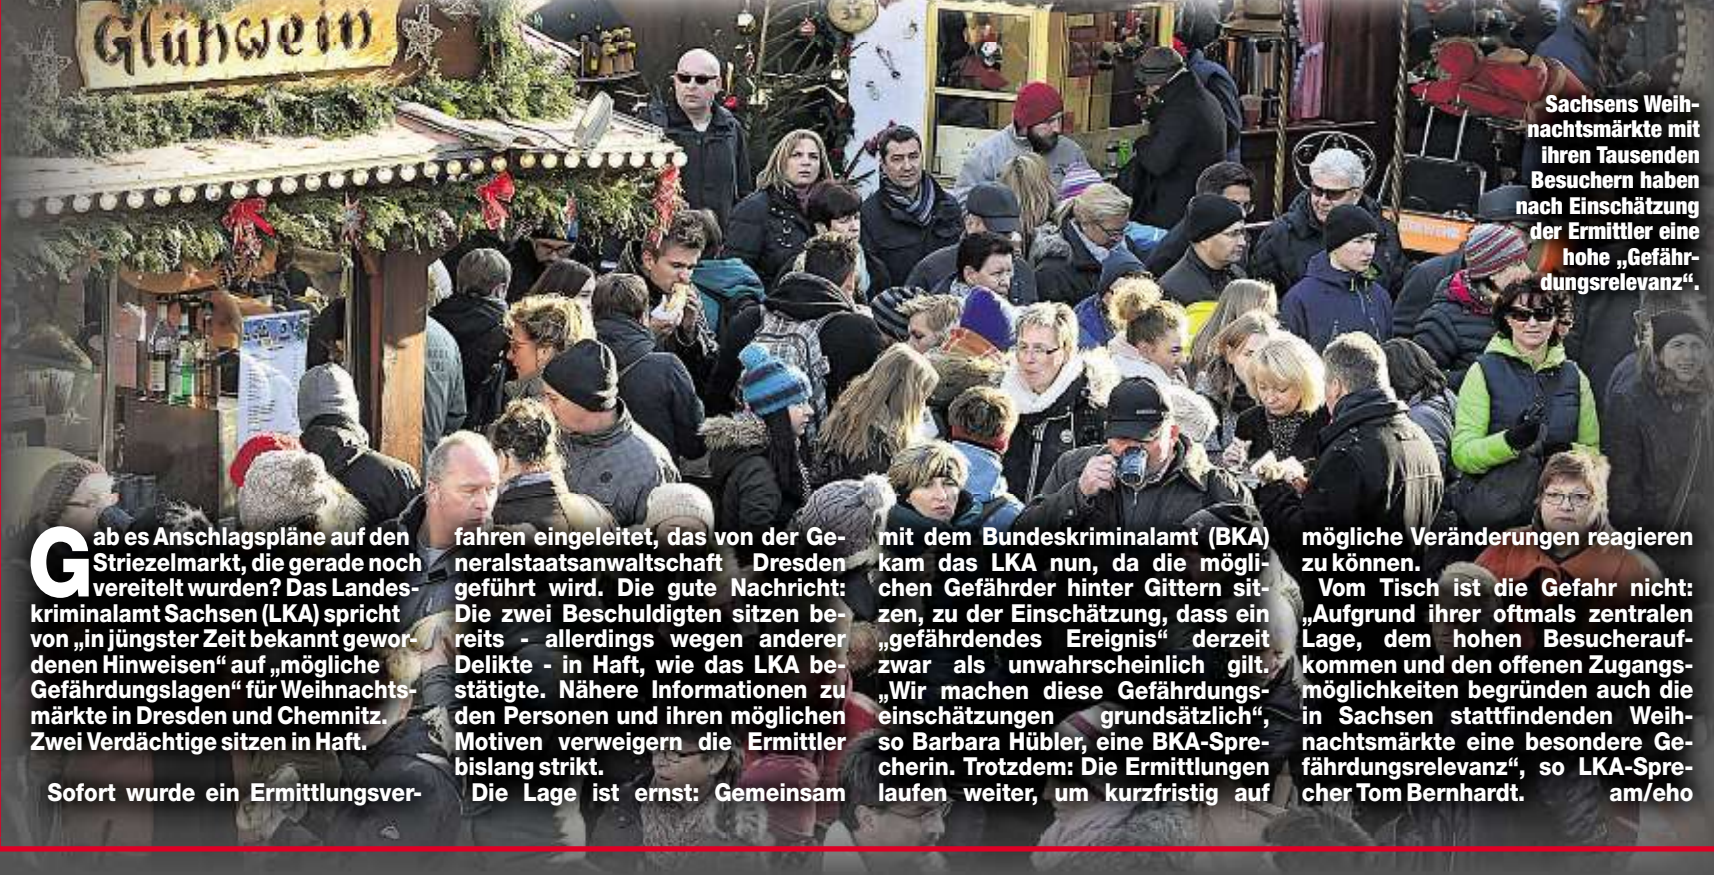 Glühwein
Sachsens Weih-
nachtsmärkte mit
ihren Tausenden
Besuchern haben
nach Einschätzung
der Ermittler eine
hohe „Gefähr-
dungsrelevanz“.
Gab es Anschlagspläne auf den
Striezelmarkt, die gerade noch
vereitelt wurden? Das Landes-
kriminalamt Sachsen (LKA) spricht
von „in jüngster Zeit bekannt gewor-
denen Hinweisen“ auf „mögliche
Gefährdungslagen“ für Weihnachts-
märkte in Dresden und Chemnitz.
Zwei Verdächtige sitzen in Haft.
Sofort wurde ein Ermittlungsver-
fahren eingeleitet, das von der Ge-
neralstaatsanwaltschaft Dresden
geführt wird. Die gute Nachricht:
Die zwei Beschuldigten sitzen be-
reits - allerdings wegen anderer
Delikte - in Haft, wie das LKA be-
stätigte. Nähere Informationen zu
den Personen und ihren möglichen
Motiven verweigern die Ermittler
bislang strikt.
Die Lage ist ernst: Gemeinsam
mit dem Bundeskriminalamt (BKA)
kam das LKA nun, da die mögli-
chen Gefährder hinter Gittern sit-
zen, zu der Einschätzung, dass ein
„gefährdendes Ereignis“ derzeit
zwar als unwahrscheinlich gilt.
„Wir machen diese Gefährdungs-
einschätzungen grundsätzlich“,
so Barbara Hübler, eine BKA-Spre-
cherin. Trotzdem: Die Ermittlungen
laufen weiter, um kurzfristig auf
mögliche Veränderungen reagieren
zu können.
Vom Tisch ist die Gefahr nicht:
„Aufgrund ihrer oftmals zentralen
Lage, dem hohen Besucherauf-
kommen und den offenen Zugangs-
möglichkeiten begründen auch die
in Sachsen stattfindenden Weih-
nachtsmärkte eine besondere Ge-
fährdungsrelevanz“, so LKA-Spre-
cher Tom Bernhardt. am/eho